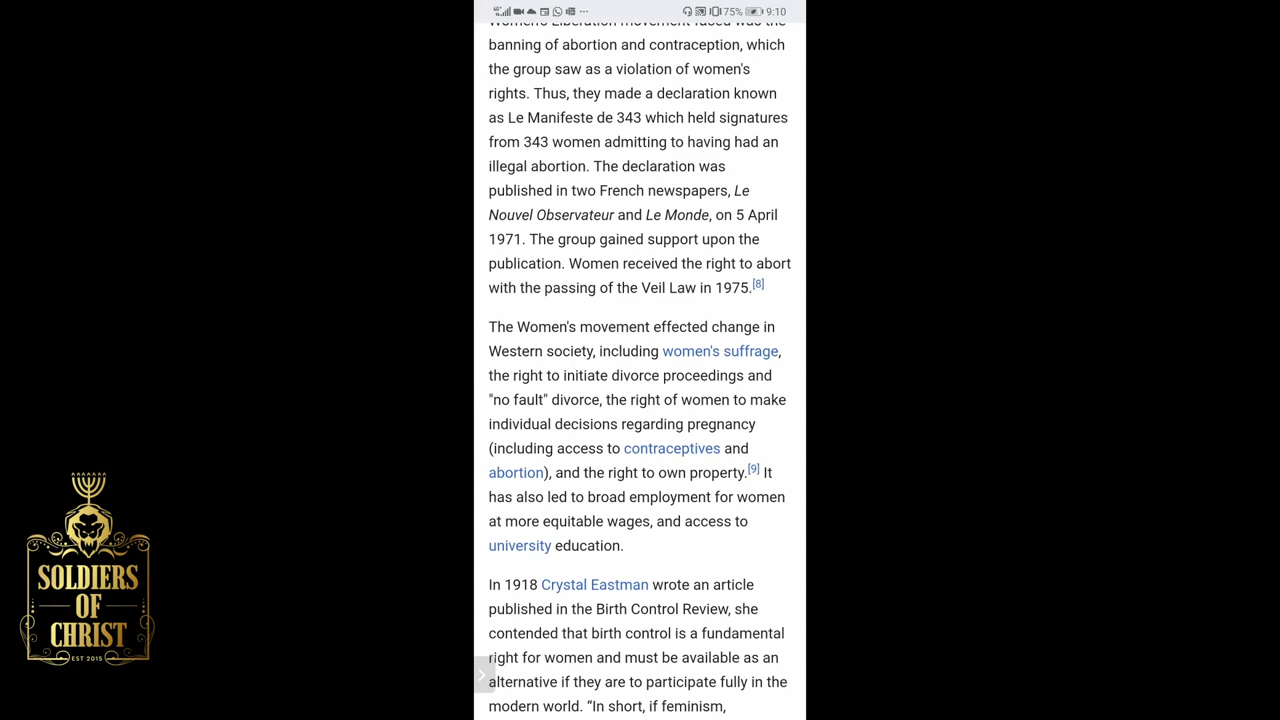 75% 9:10
Women's Liberation movement faced was the
banning of abortion and contraception, which
the group saw as a violation of women's
rights. Thus, they made a declaration known
as Le Manifeste de 343 which held signatures
from 343 women admitting to having had an
illegal abortion. The declaration was
published in two French newspapers, Le
Nouvel Observateur and Le Monde, on 5 April
1971. The group gained support upon the
publication. Women received the right to abort
with the passing of the Veil Law in 1975.[8]
The Women's movement effected change in
Western society, including women's suffrage,
the right to initiate divorce proceedings and
"no fault" divorce, the right of women to make
individual decisions regarding pregnancy
(including access to contraceptives and
abortion), and the right to own property.[9] It
has also led to broad employment for women
at more equitable wages, and access to
university education.
In 1918 Crystal Eastman wrote an article
published in the Birth Control Review, she
contended that birth control is a fundamental
right for women and must be available as an
alternative if they are to participate fully in the
modern world. “In short, if feminism,
SOLDIERS
OF
CHRIST
EST 2015